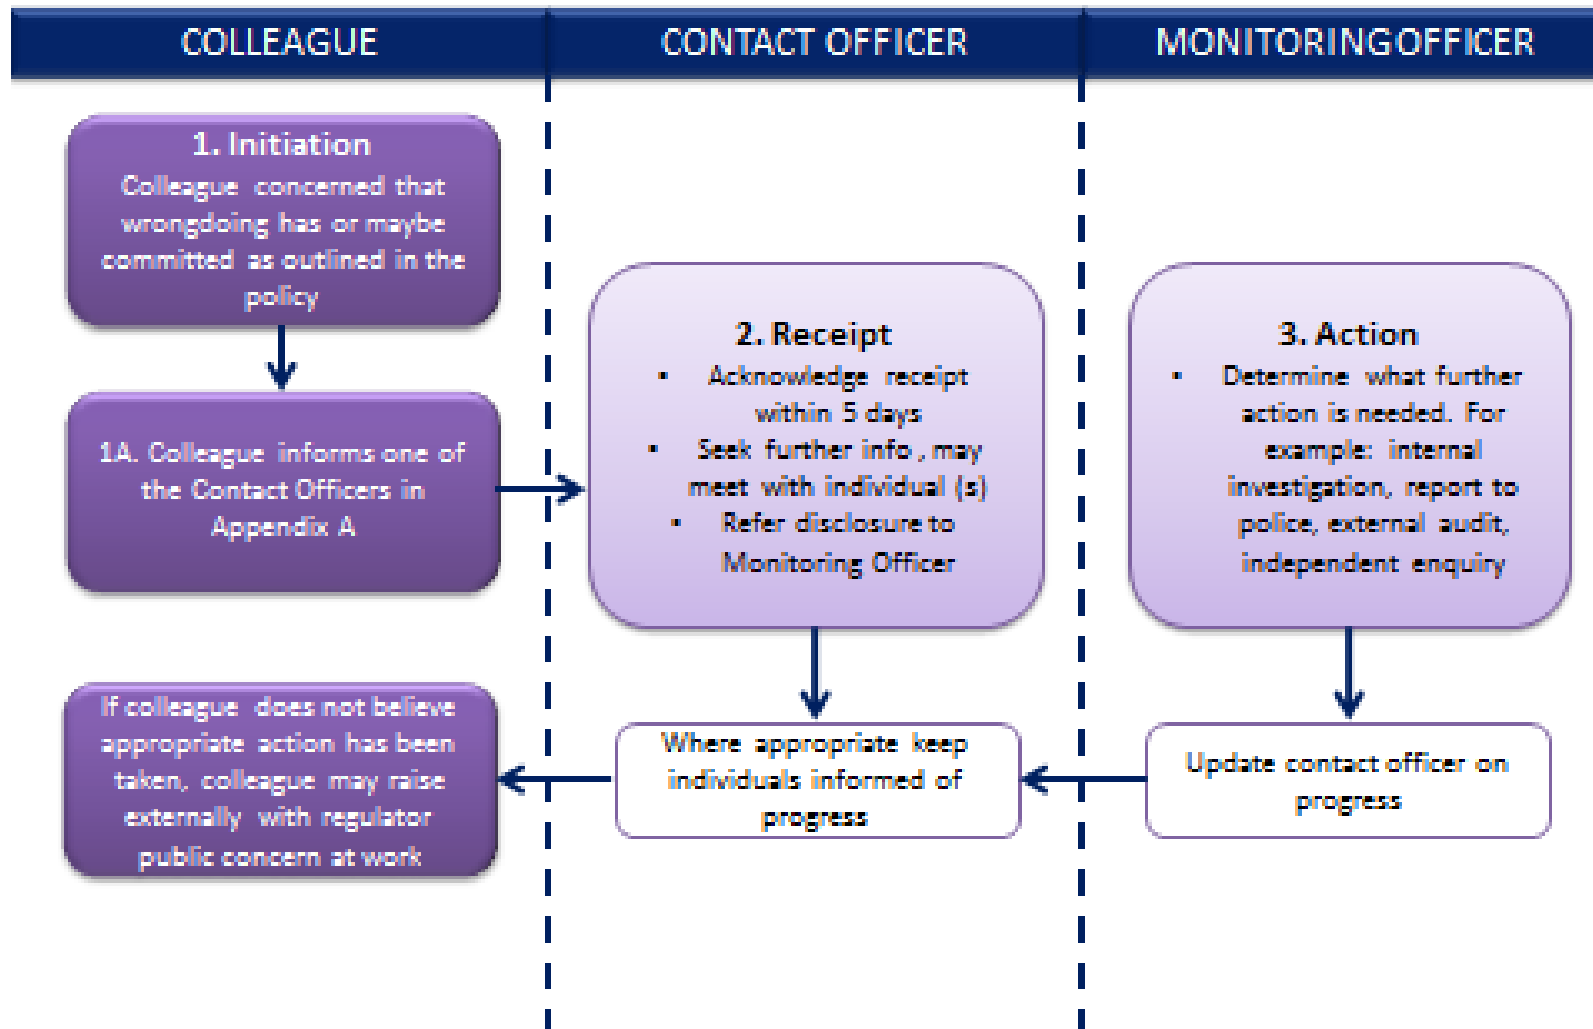 COLLEAGUE
CONTACT OFFICER
MONITORINGOFFICER
1. Initiation
Colleague concerned that
wrongdoing has or maybe
committed as outlined in the
policy
1A. Colleague informs one of
the Contact Officers in
Appendix A
2. Receipt
▪ Acknowledge receipt
within 5 days
▪ Seek further info , may
meet with individual (s)
▪ Refer disclosure to
Monitoring Officer
3. Action
▪ Determine what further
action is needed. For
example: internal
investigation, report to
police, external audit,
independent enquiry
If colleague does not believe
appropriate action has been
taken, colleague may raise
externally with regulator
public concern at work
Where appropriate keep
individuals informed of
progress
Update contact officer on
progress